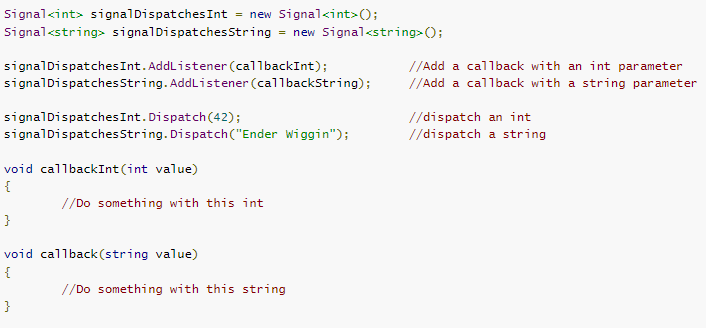 Signal<int> signalDispatchesInt = new Signal<int>();
Signal<string> signalDispatchesString = new Signal<string>();
signalDispatchesInt.AddListener(callbackInt); //Add a callback with an int parameter
signalDispatchesString.AddListener(callbackString); //Add a callback with a string parameter
signalDispatchesInt.Dispatch(42); //dispatch an int
signalDispatchesString.Dispatch("Ender Wiggin"); //dispatch a string
void callbackInt(int value)
{
//Do something with this int
}
void callback(string value)
{
//Do something with this string
}